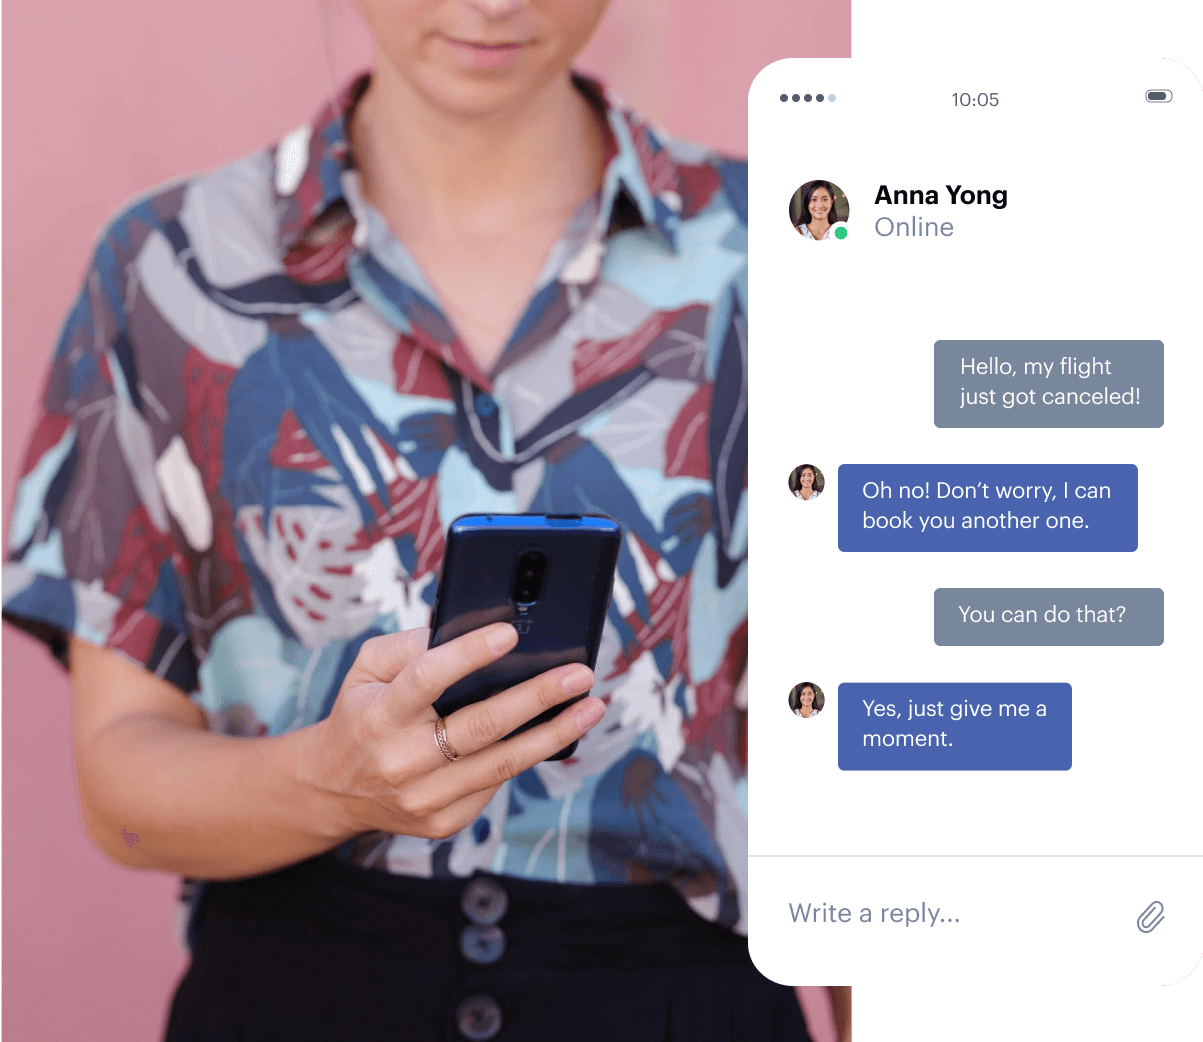 10:05
Anna Yong
Online
Hello, my flight
just got canceled!
Oh no! Don’t worry, I can
book you another one.
You can do that?
Yes, just give me a
moment.
Write a reply...